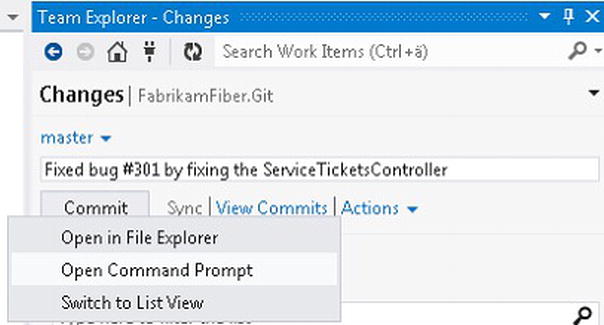 Team Explorer - Changes
Search Work Items (Ctrl+ä)
Changes | FabrikamFiber.Git
master
Fixed bug #301 by fixing the ServiceTicketsController
Commit Sync | View Commits | Actions
Open in File Explorer
Open Command Prompt
Switch to List View